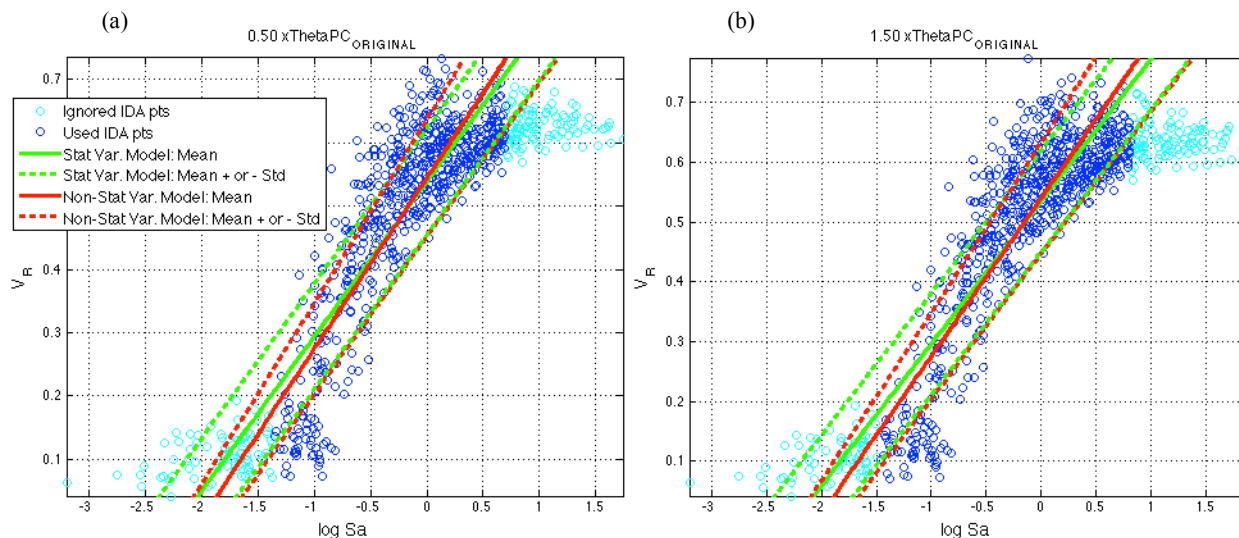 (a)
0.50 xThetaPC_ORIGINAL
0.7
Ignored IDA pts
Used IDA pts
Stat Var. Model: Mean
Stat Var. Model: Mean + or - Std
Non-Stat Var. Model: Mean
Non-Stat Var. Model: Mean + or - Std
V_R
0.4
0.3
0.2
0.1
-3 -2.5 -2 -1.5 -1 -0.5 0 0.5 1 1.5
log Sa
(b)
1.50 xThetaPC_ORIGINAL
0.7
0.6
0.5
V_R
0.4
0.3
0.2
0.1
-3 -2.5 -2 -1.5 -1 -0.5 0 0.5 1 1.5
log Sa